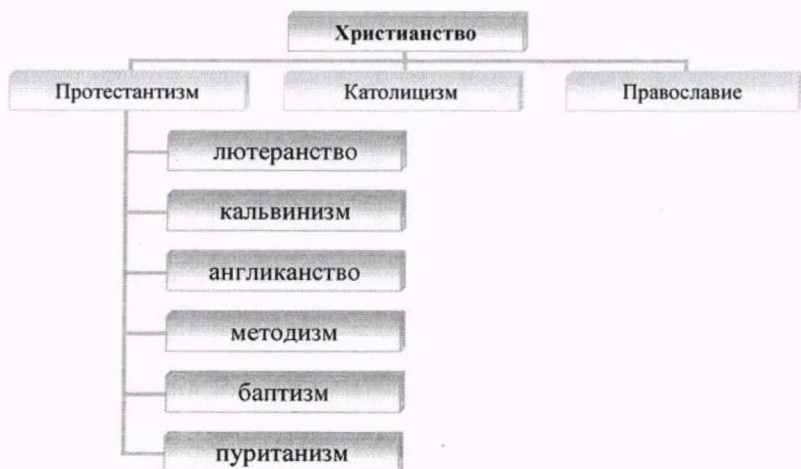 Христианство
Протестантизм
Католицизм
Православие
лютеранство
кальвинизм
англиканство
методизм
баптизм
пуританизм